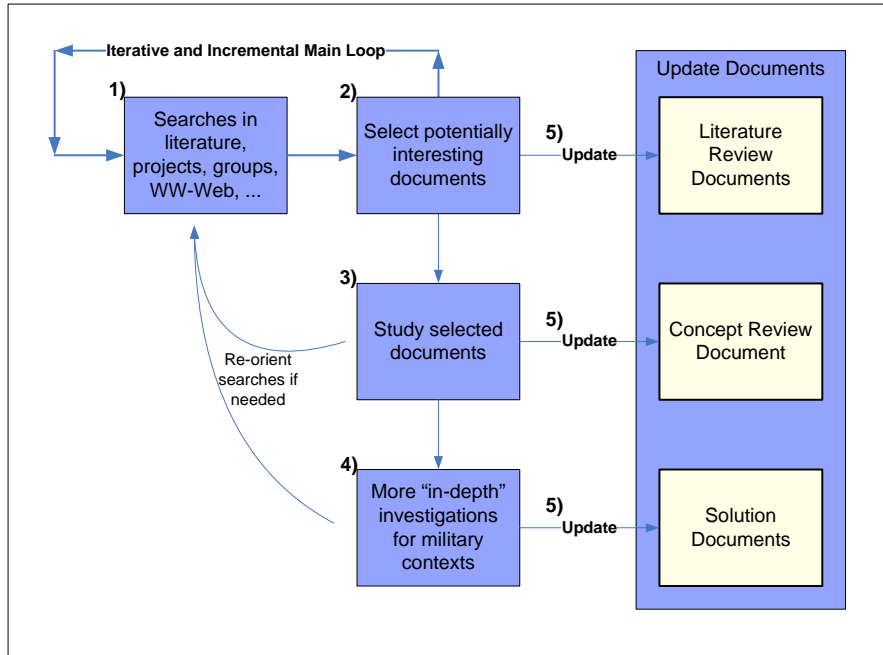 Iterative and Incremental Main Loop
Update Documents
1)
Searches in
literature,
projects, groups,
WW-Web, ...
2)
Select potentially
interesting
documents
5)
Update
Literature
Review
Documents
3)
Study selected
documents
5)
Update
Concept Review
Document
Re-orient
searches if
needed
4)
More “in-depth”
investigations
for military
contexts
5)
Update
Solution
Documents